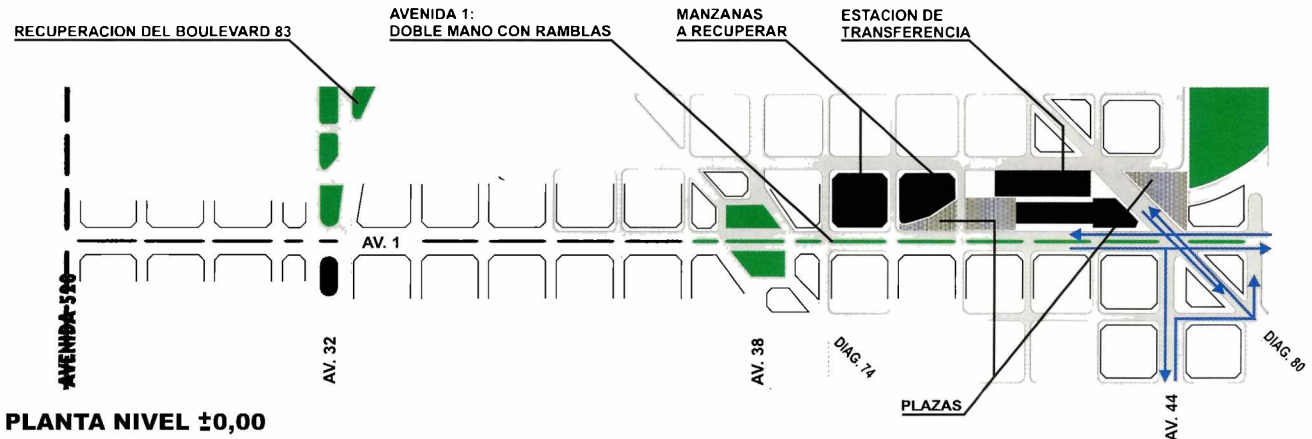 RECUPERACION DEL BOULEVARD 83
AVENIDA 1:
DOBLE MANO CON RAMBLAS
MANZANAS
A RECUPERAR
ESTACION DE
TRANSFERENCIA
AV. 1
AVENIDA 520
AV. 32
AV. 38
DIAG. 74
PLAZAS
AV. 44
DIAG. 80
PLANTA NIVEL ±0,00